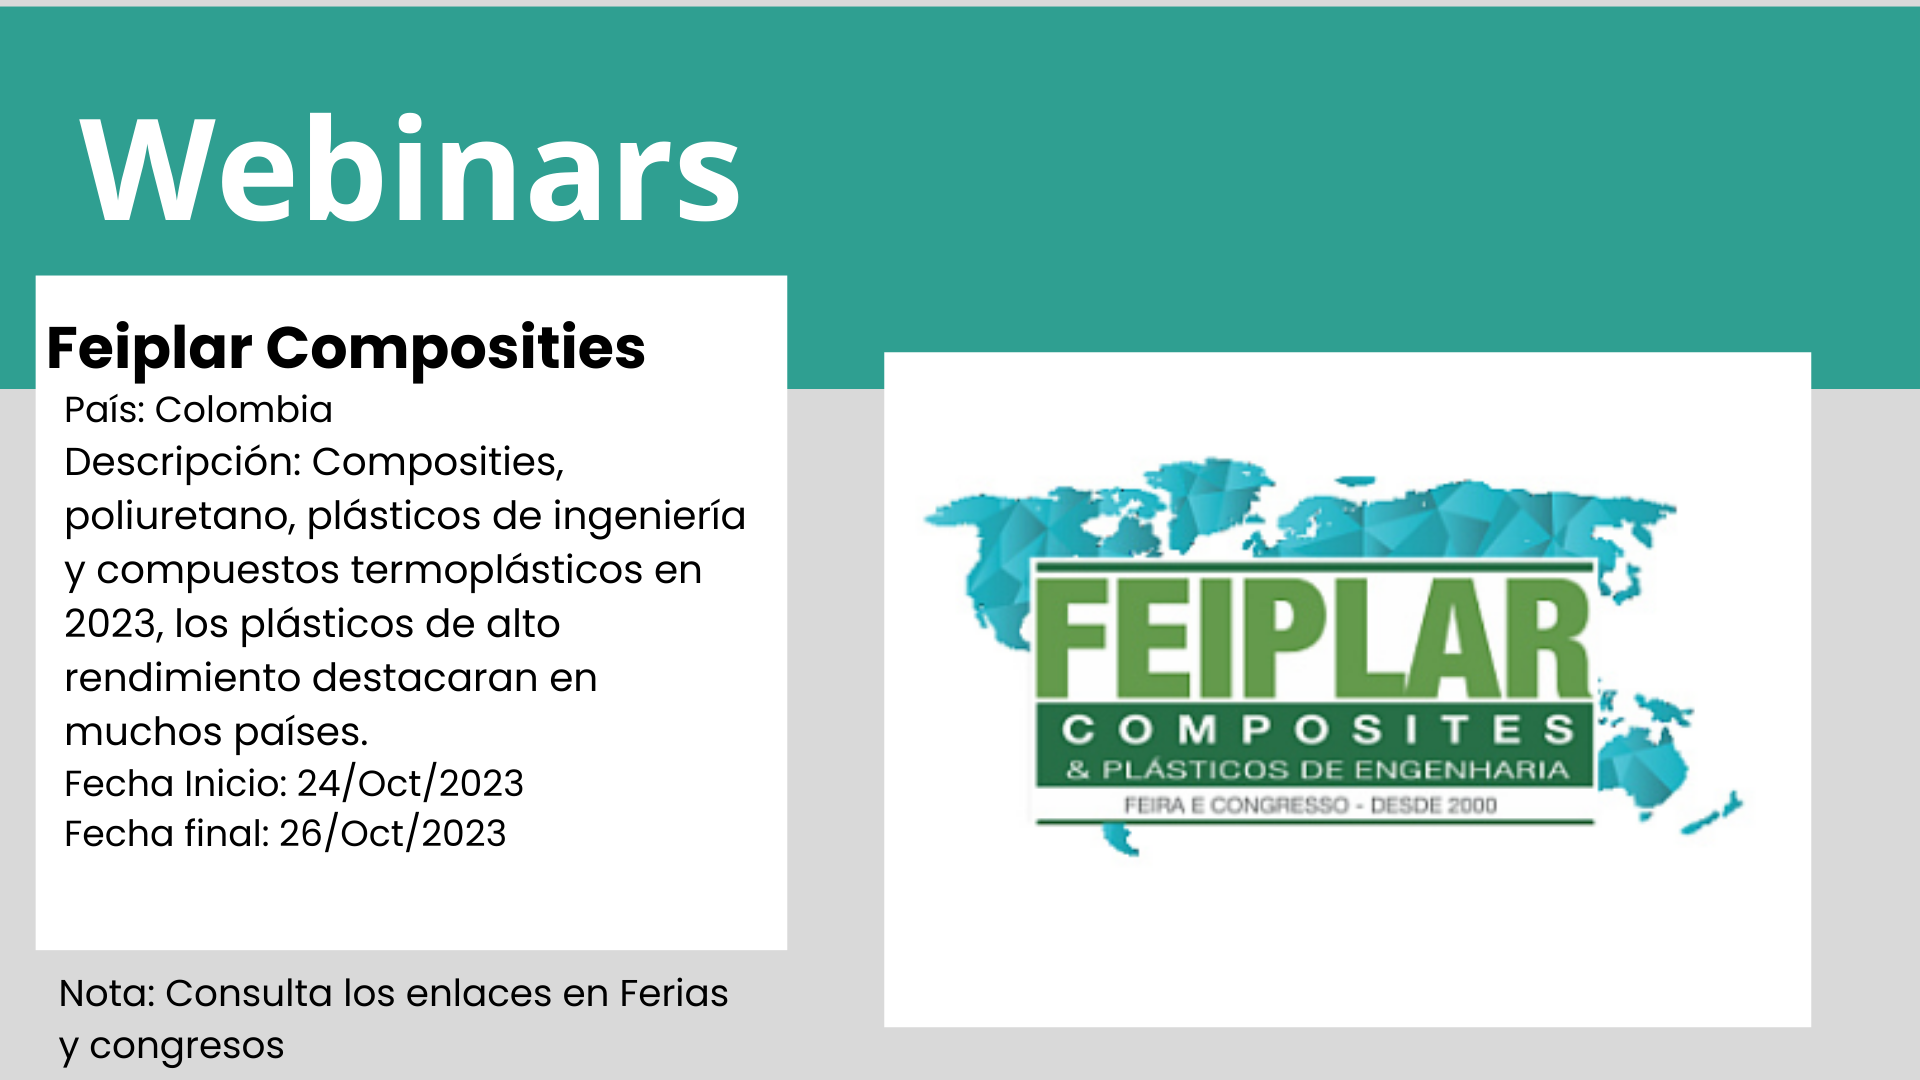 Webinars
Feiplar Composities
País: Colombia
Descripción: Composities,
poliuretano, plásticos de ingeniería
y compuestos termoplásticos en
2023, los plásticos de alto
rendimiento destacaran en
muchos países.
Fecha Inicio: 24/Oct/2023
Fecha final: 26/Oct/2023
Nota: Consulta los enlaces en Ferias
y congresos
FEIPLAR
COMPOSITES
& PLÁSTICOS DE ENGENHARIA
FEIRA E CONGRESSO - DESDE 2000